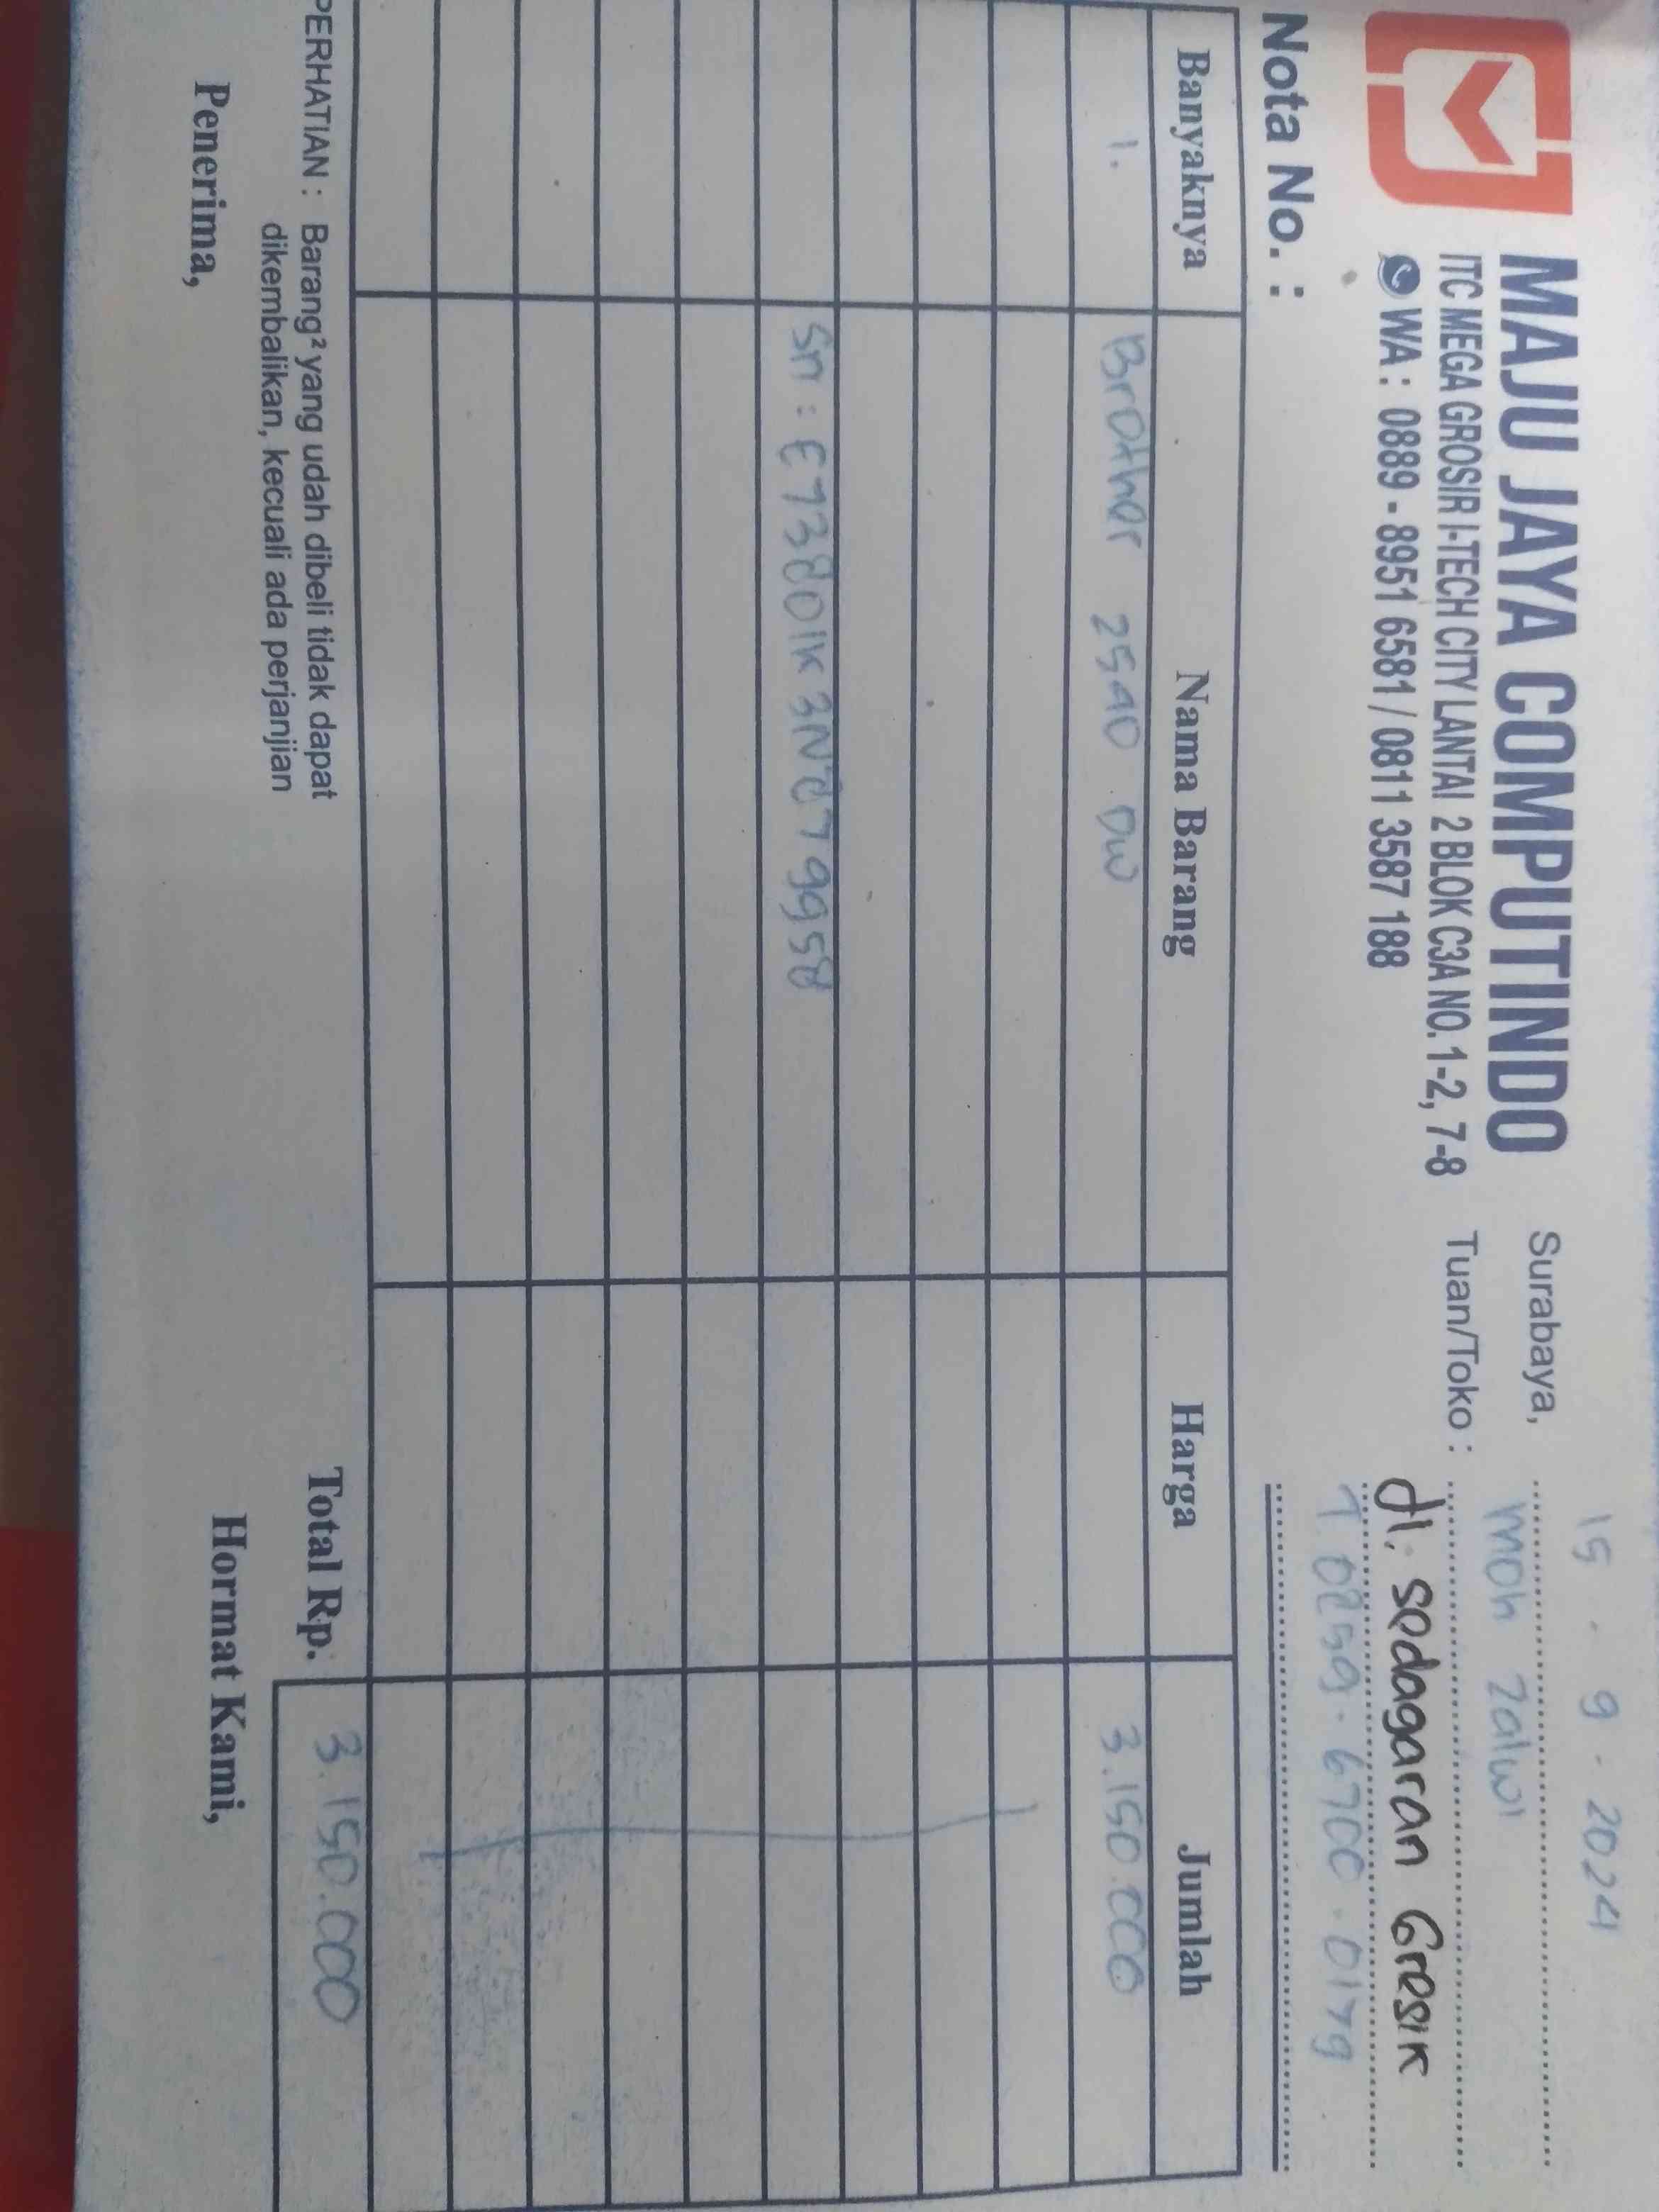 MAJU JAYA COMPUTINDO
ITC MEGA GROSIR I-TECH CITY LANTAI 2 BLOK C3A NO. 1-2, 7-8
WA : 0889 - 8951 6581 / 0811 3587 188
Surabaya, 15 - 9 - 2024
Tuan/Toko : Moh Zalwi
Jl. sedagaran Gresik
T. 0859 - 6700 - 0179
Nota No. :
Banyaknya Nama Barang Harga Jumlah
1. Brother 2540 DW 3.150.000
Sn : E73801K3N879958
PERHATIAN : Barang² yang udah dibeli tidak dapat
dikembalikan, kecuali ada perjanjian
Total Rp. 3.150.000
Penerima, Hormat Kami,